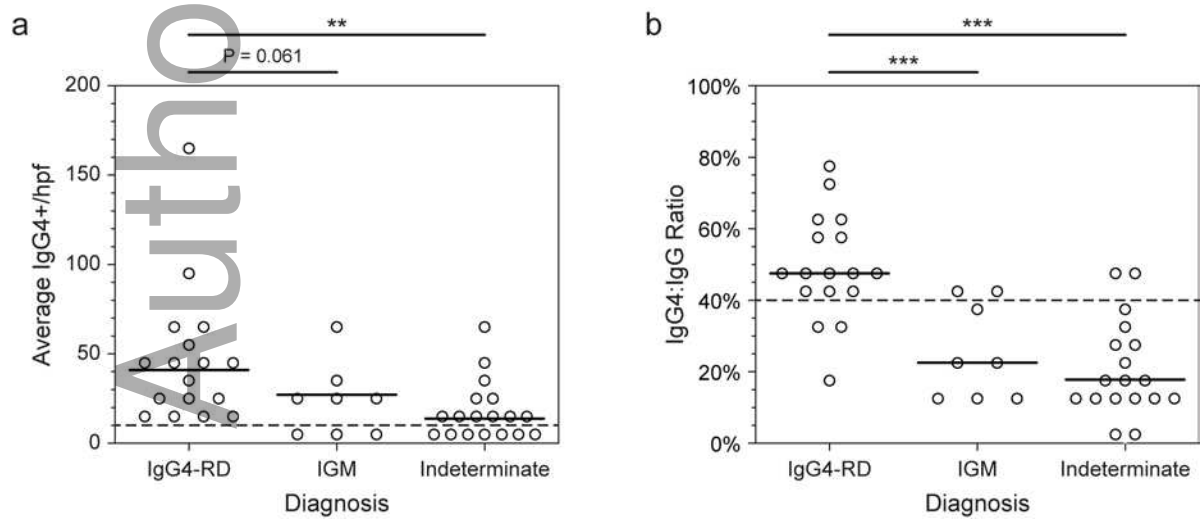 a
**
P = 0.061
200
150
100
50
0
Average IgG4+/hpf
IgG4-RD
IGM
Indeterminate
Diagnosis
Autho
b
***
***
100%
80%
60%
40%
20%
0%
IgG4:IgG Ratio
IgG4-RD
IGM
Indeterminate
Diagnosis